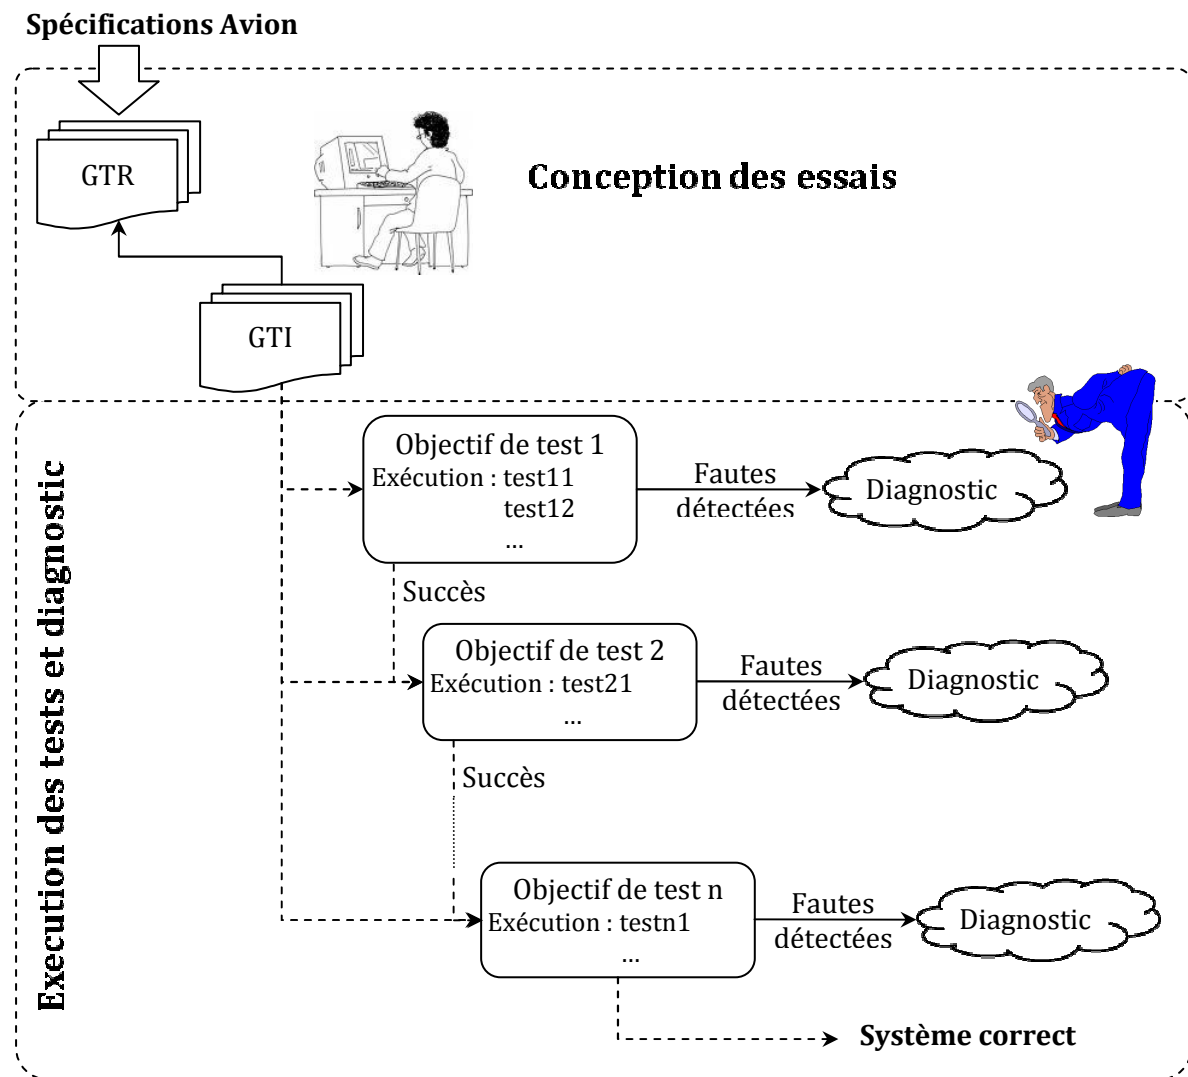 Spécifications Avion
GTR
Conception des essais
GTI
Execution des tests et diagnostic
Objectif de test 1
Exécution : test11
test12
...
Fautes
détectées
Diagnostic
Succès
Objectif de test 2
Exécution : test21
...
Fautes
détectées
Diagnostic
Succès
Objectif de test n
Exécution : testn1
...
Fautes
détectées
Diagnostic
Système correct